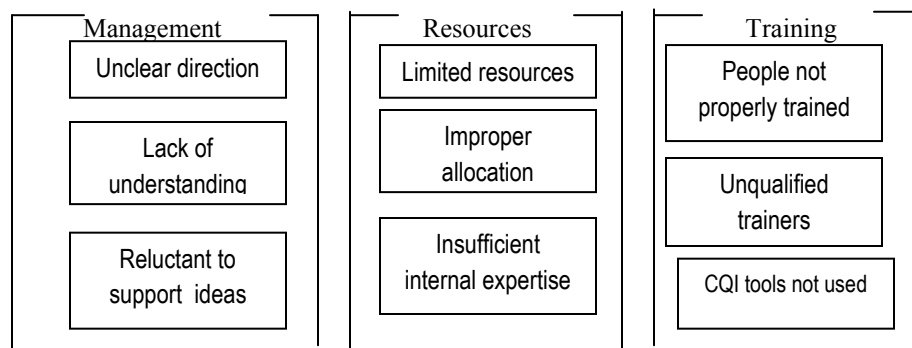 Management
Unclear direction
Lack of
understanding
Reluctant to
support ideas
Resources
Limited resources
Improper
allocation
Insufficient
internal expertise
Training
People not
properly trained
Unqualified
trainers
CQI tools not used